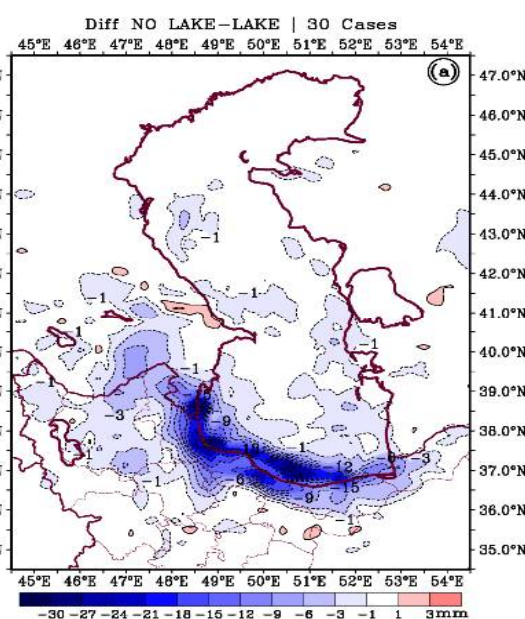 Diff NO LAKE−LAKE | 30 Cases
45°E 46°E 47°E 48°E 49°E 50°E 51°E 52°E 53°E 54°E
(a)
47.0°N
46.0°N
45.0°N
44.0°N
−1
43.0°N
42.0°N
−1
−1
1
41.0°N
1
−1
40.0°N
−1
−1
39.0°N
−3
−9
38.0°N
1
−3
12
37.0°N
−1
6
−9
15
36.0°N
−1
35.0°N
45°E 46°E 47°E 48°E 49°E 50°E 51°E 52°E 53°E 54°E
−30 −27 −24 −21 −18 −15 −12 −9 −6 −3 −1 1 3mm